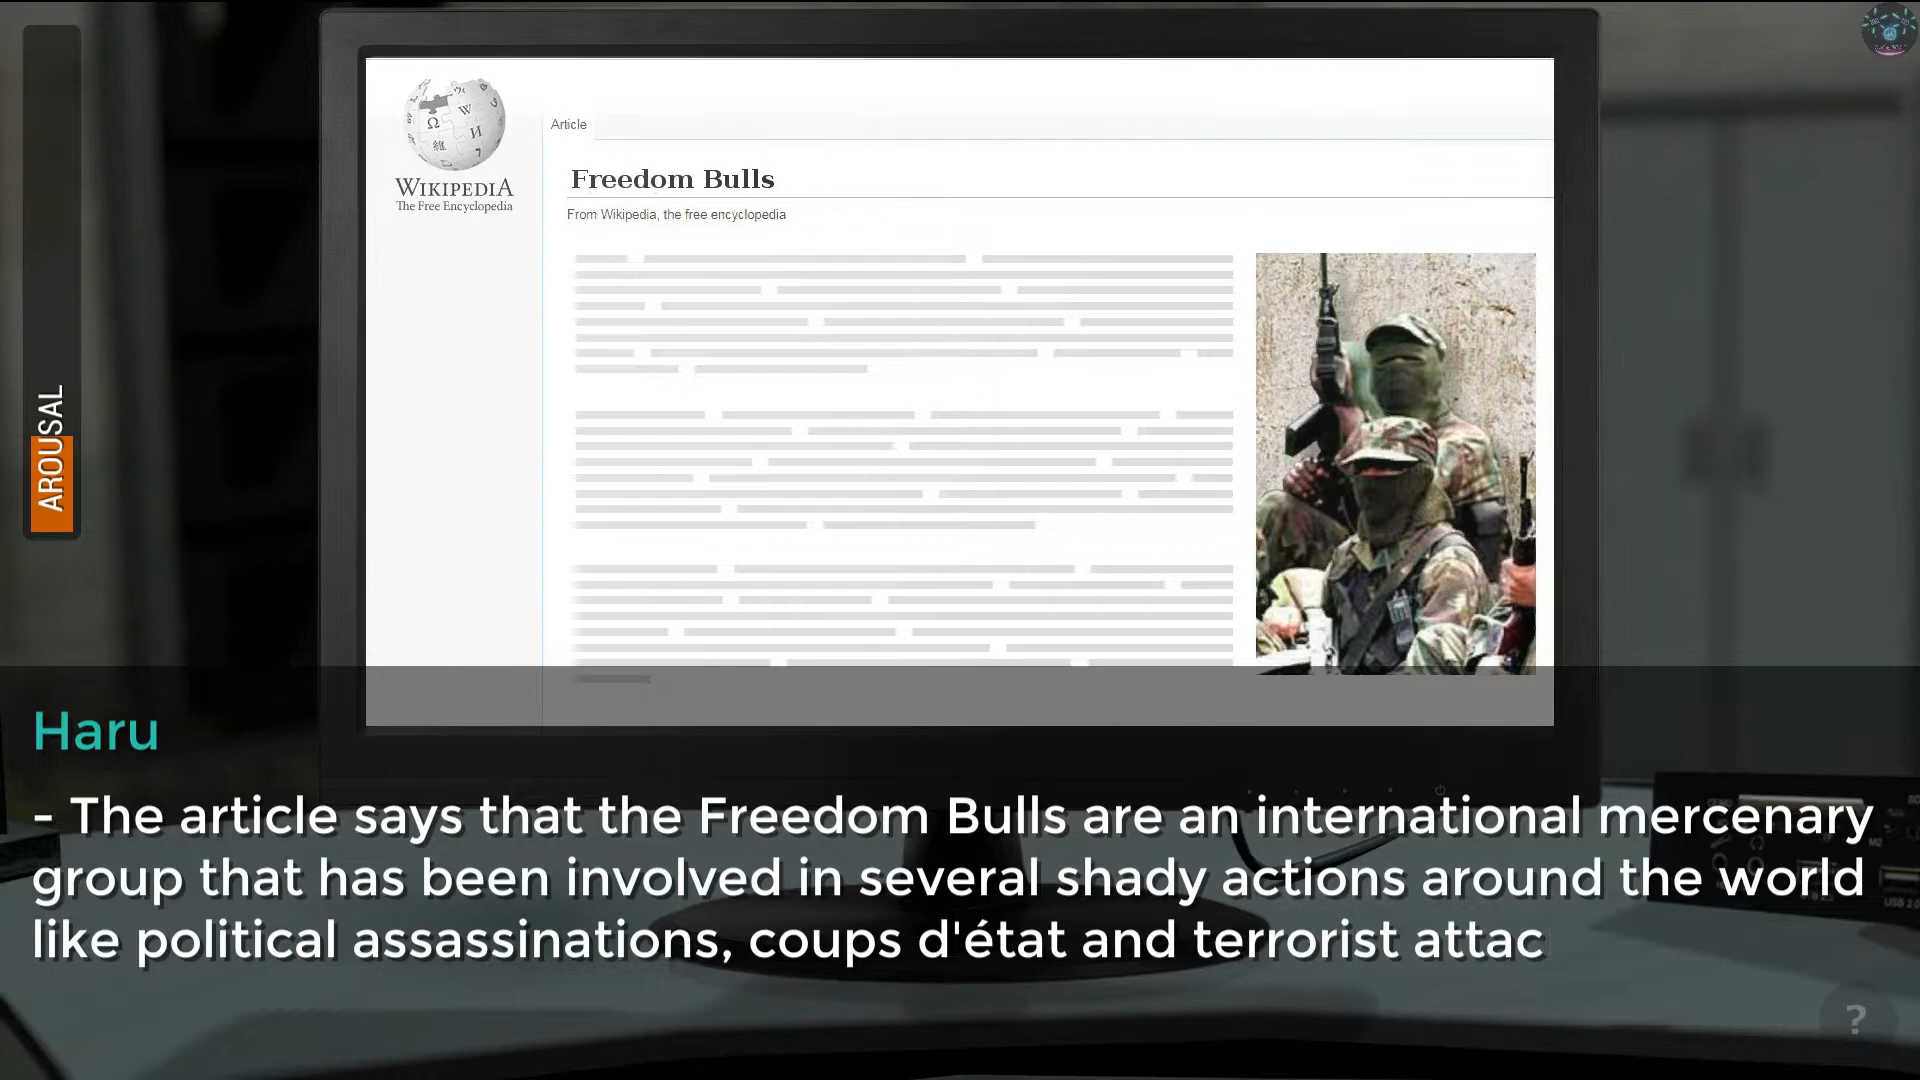 WIKIPEDIA
The Free Encyclopedia
Article
Freedom Bulls
From Wikipedia, the free encyclopedia
AROUSAL
Haru
- The article says that the Freedom Bulls are an international mercenary
group that has been involved in several shady actions around the world
like political assassinations, coups d'état and terrorist attac
?